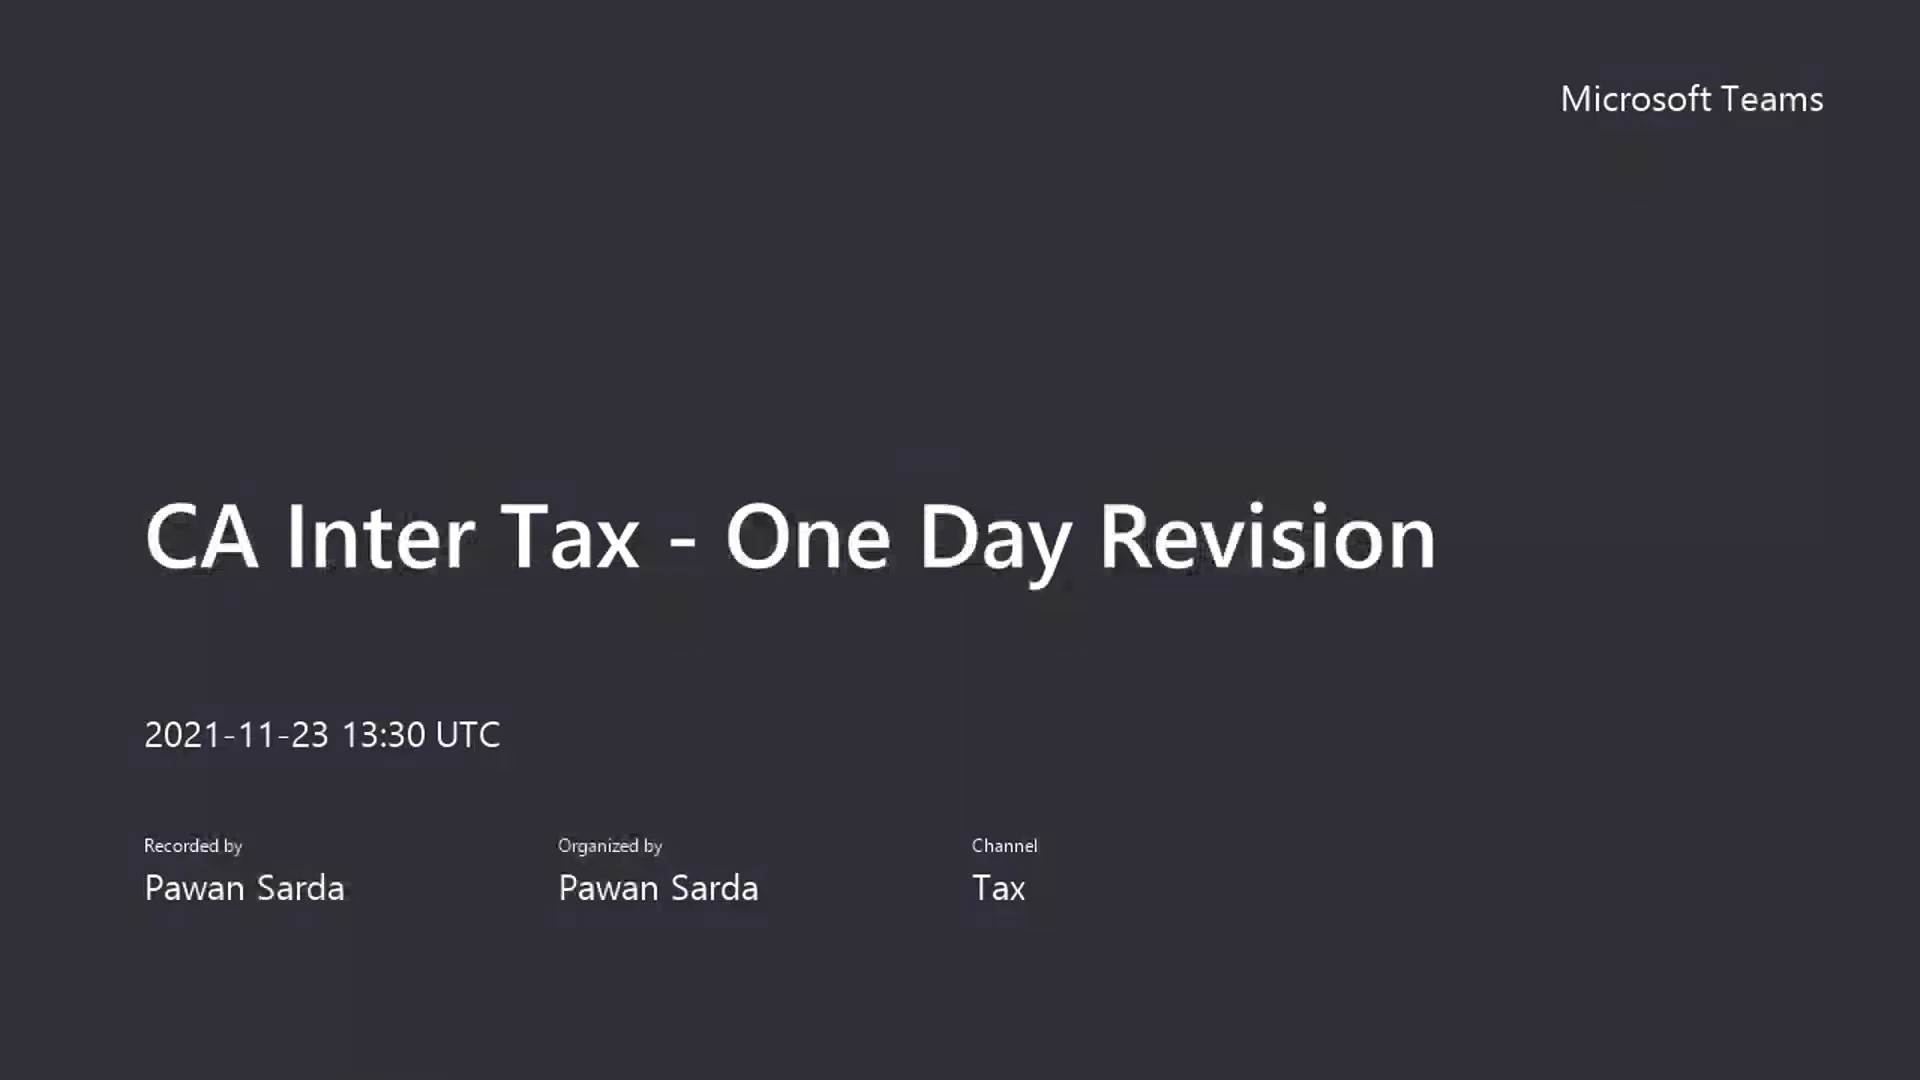 Microsoft Teams
CA Inter Tax - One Day Revision
2021-11-23 13:30 UTC
Recorded by
Pawan Sarda
Organized by
Pawan Sarda
Channel
Tax